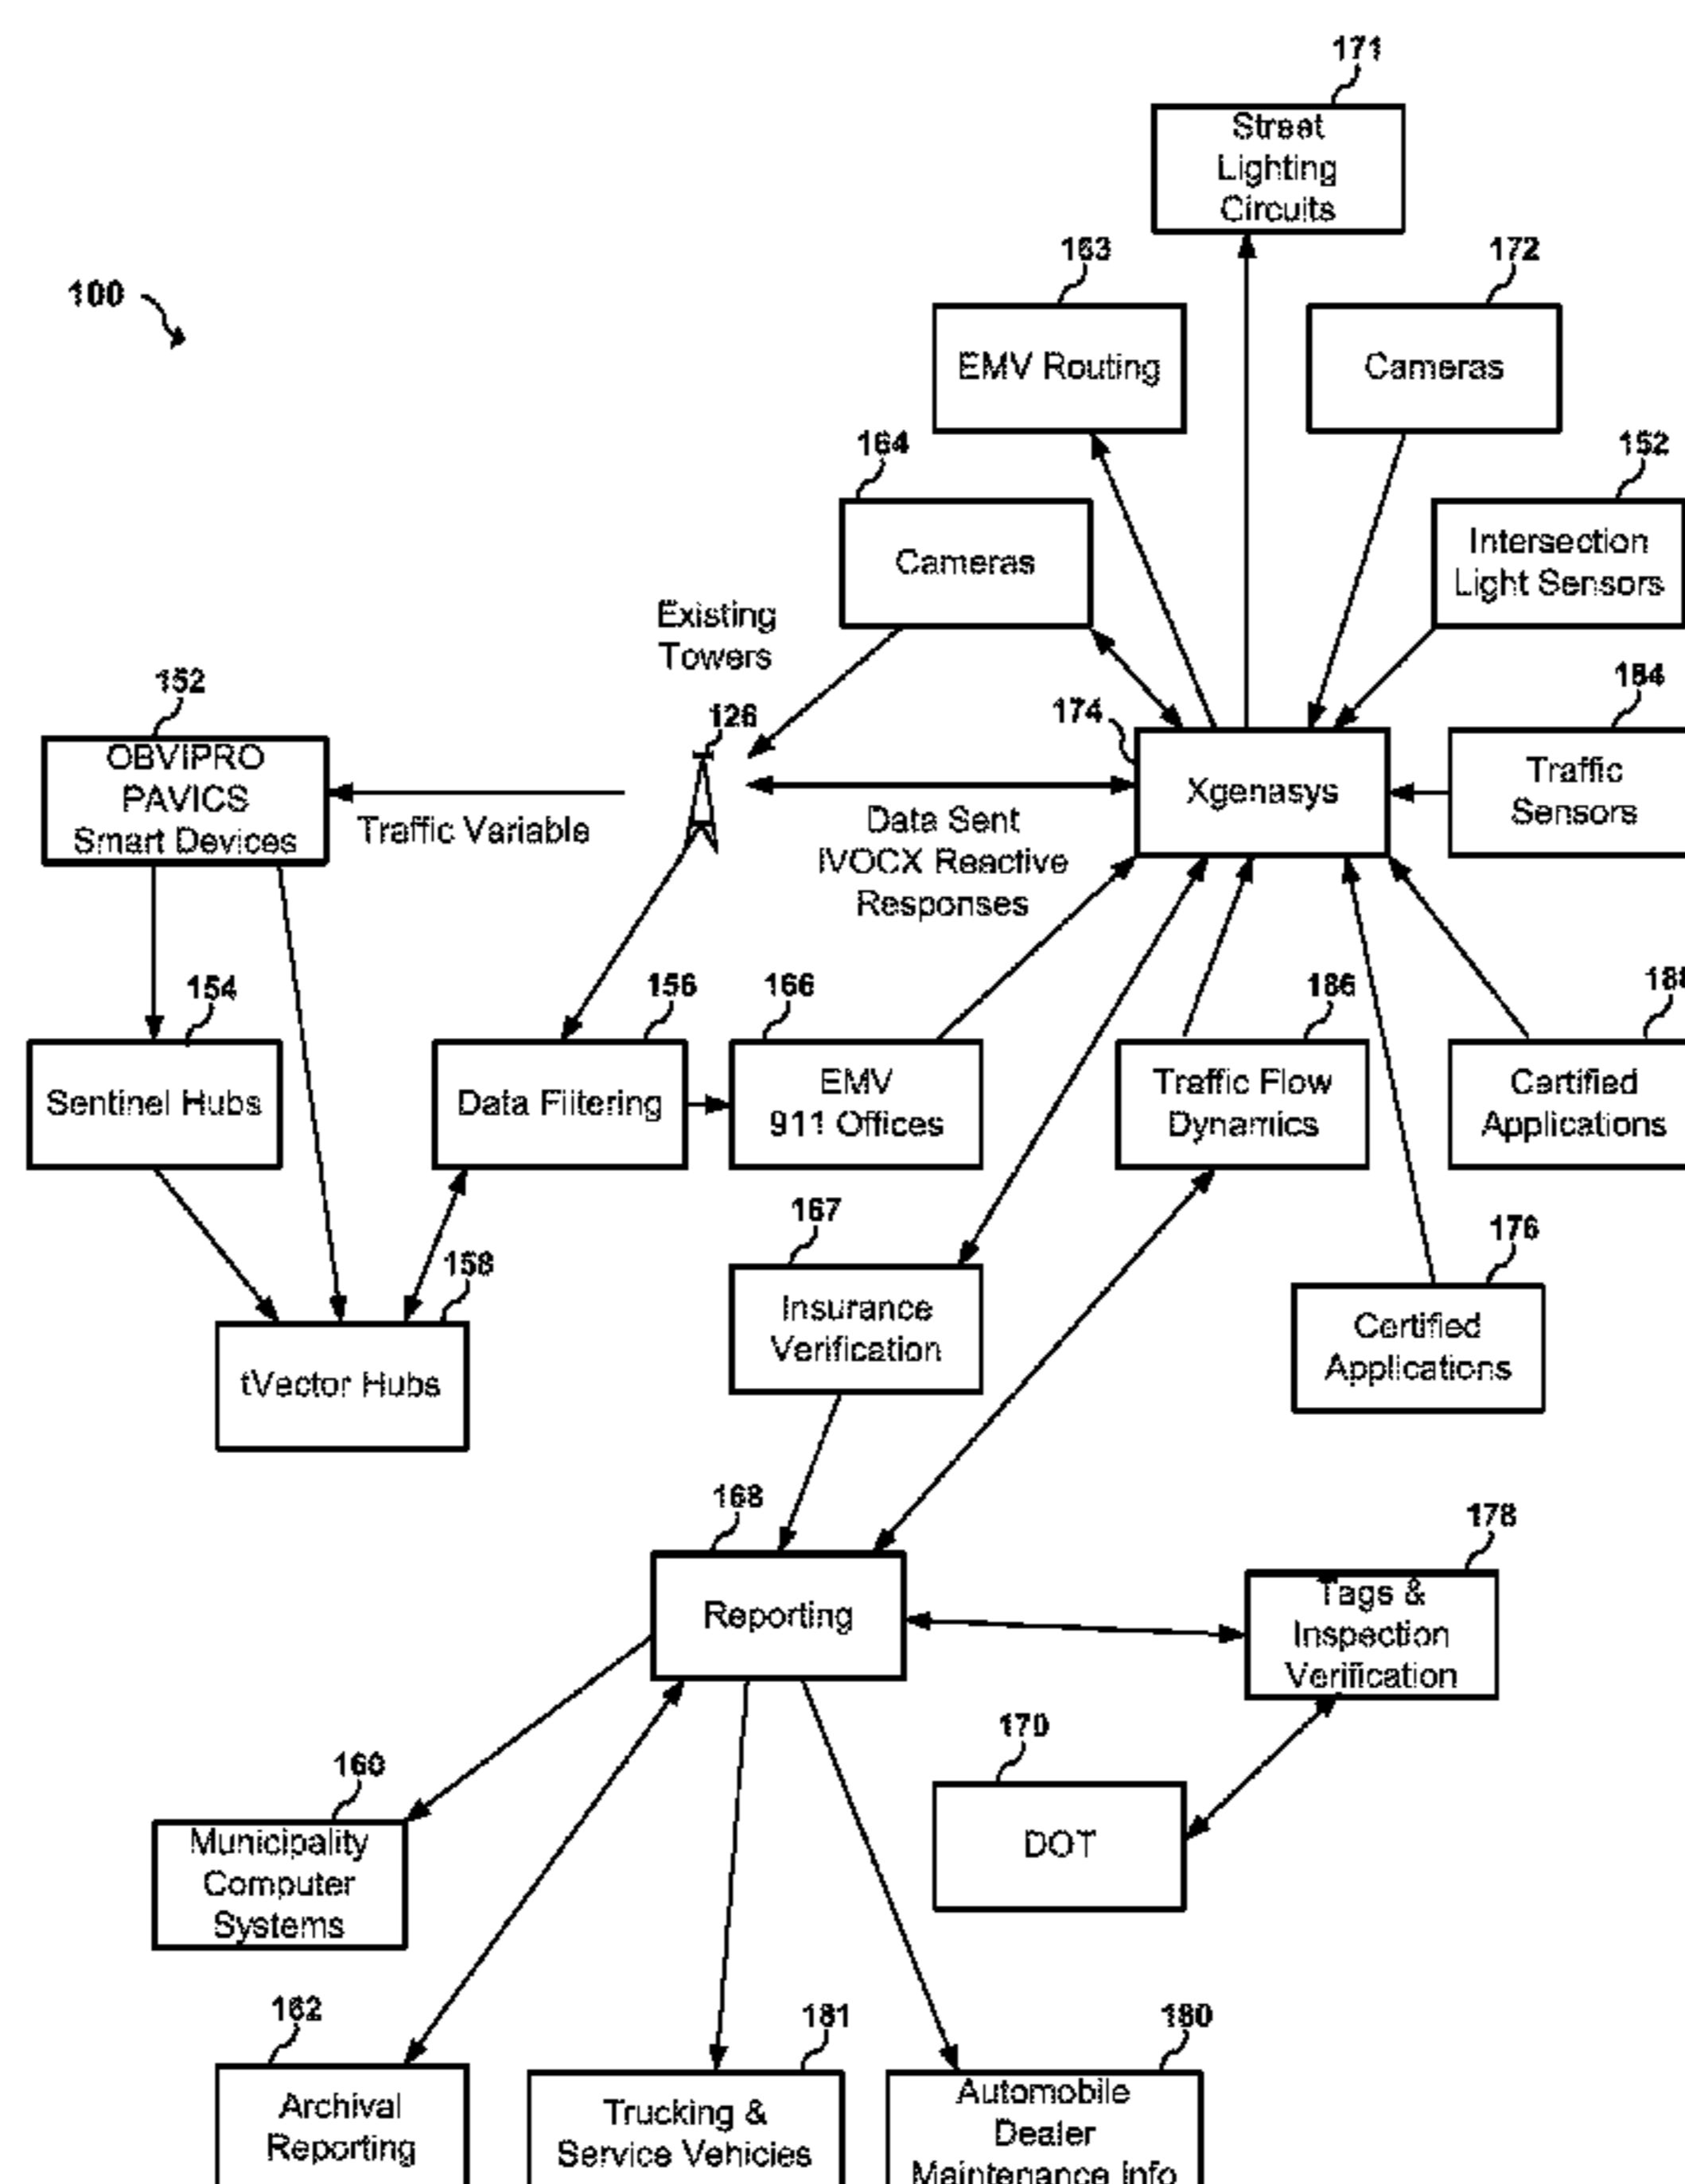 171
Street
Lighting
Circuits
100
163
EMV Routing
172
Cameras
164
Cameras
152
Intersection
Light Sensors
Existing
Towers
126
152
OBVIPRO
PAVICS
Smart Devices
Traffic Variable
174
Xgenasys
Traffic
Sensors
Data Sent
IVOCX Reactive
Responses
154
Sentinel Hubs
156
Data Filtering
166
EMV
911 Offices
186
Traffic Flow
Dynamics
Certified
Applications
158
tVector Hubs
167
Insurance
Verification
176
Certified
Applications
168
Reporting
178
Tags &
Inspection
Verification
170
DOT
160
Municipality
Computer
Systems
162
Archival
Reporting
181
Trucking &
Service Vehicles
180
Automobile
Dealer
Maintenance Info